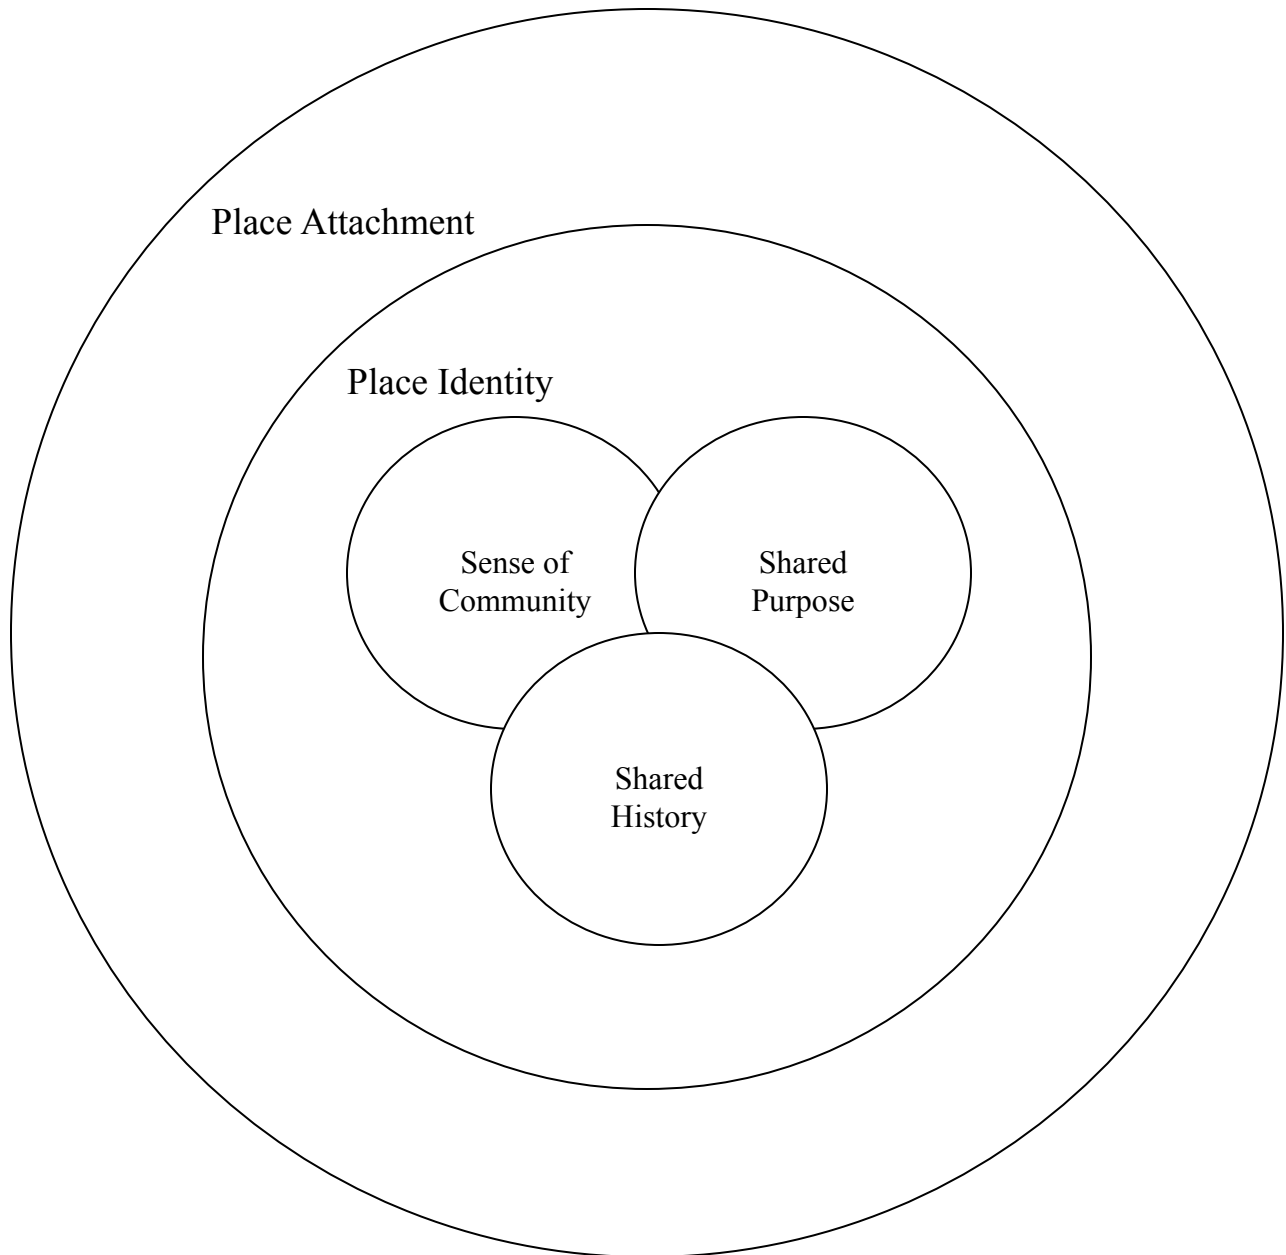 Place Attachment
Place Identity
Sense of
Community
Shared
Purpose
Shared
History